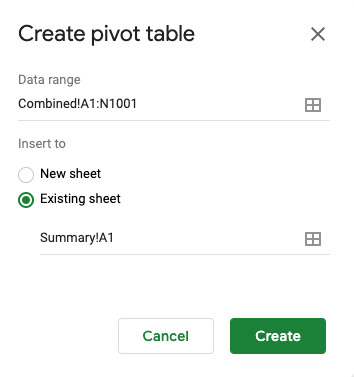 Create pivot table
Data range
Combined!A1:N1001
Insert to
New sheet
Existing sheet
Summary!A1
Cancel
Create